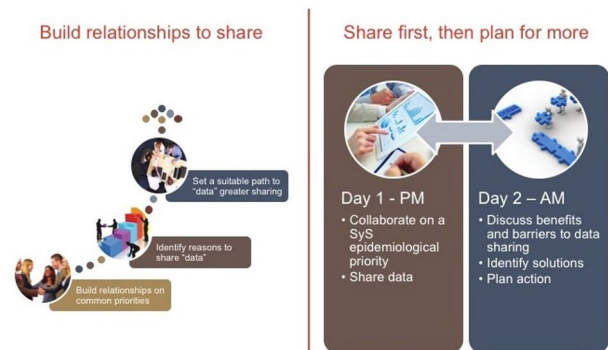 Build relationships to share
Set a suitable path to
"data" greater sharing
Identify reasons to
share "data"
Build relationships on
common priorities
Share first, then plan for more
Day 1 - PM
• Collaborate on a
SyS
epidemiological
priority
• Share data
Day 2 – AM
• Discuss benefits
and barriers to data
sharing
• Identify solutions
• Plan action